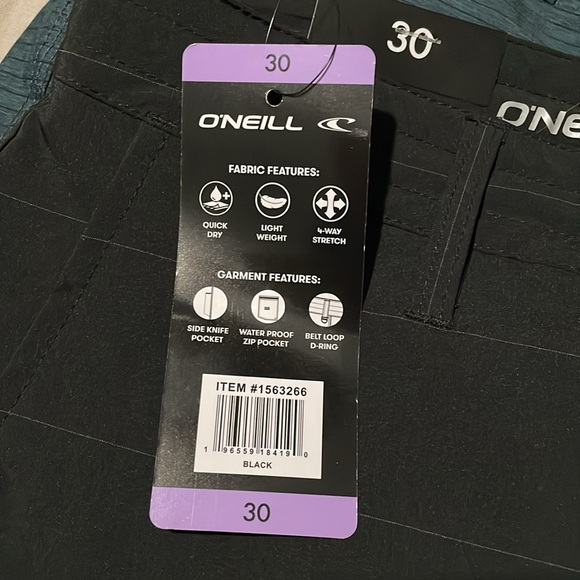 30
30
O'NEILL
O'NE
FABRIC FEATURES:
QUICK DRY
LIGHT WEIGHT
4-WAY STRETCH
GARMENT FEATURES:
SIDE KNIFE POCKET
WATER PROOF ZIP POCKET
BELT LOOP D-RING
ITEM #1563266
1 96559 18419 0
BLACK
30